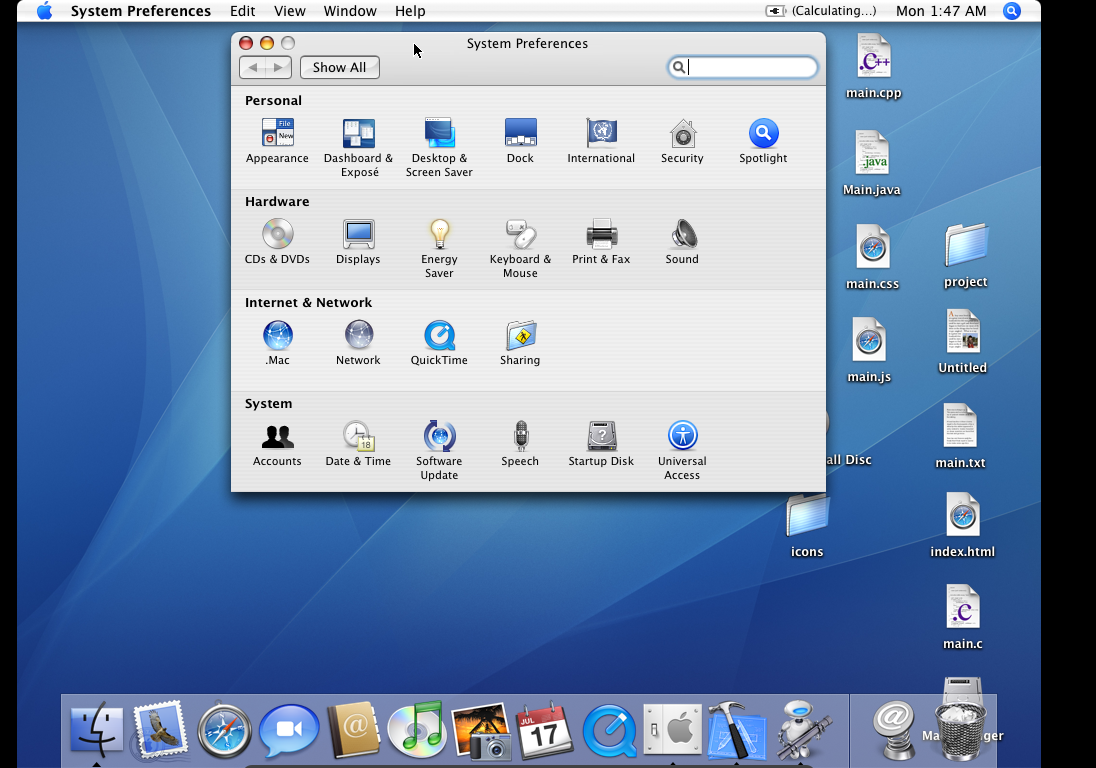 System Preferences Edit View Window Help (Calculating...) Mon 1:47 AM
System Preferences
Show All
Personal
File
New
Appearance
Dashboard &
Exposé
Desktop &
Screen Saver
Dock
International
Security
Spotlight
Hardware
CDs & DVDs
Displays
Energy
Saver
Keyboard &
Mouse
Print & Fax
Sound
Internet & Network
.Mac
Network
QuickTime
Sharing
System
Accounts
18
Date & Time
Software
Update
Speech
?
Startup Disk
Universal
Access
.C++
main.cpp
.java
Main.java
main.css
project
main.js
Untitled
all Disc
main.txt
icons
index.html
.C
main.c
@
JUL
17
@
Ma
ger